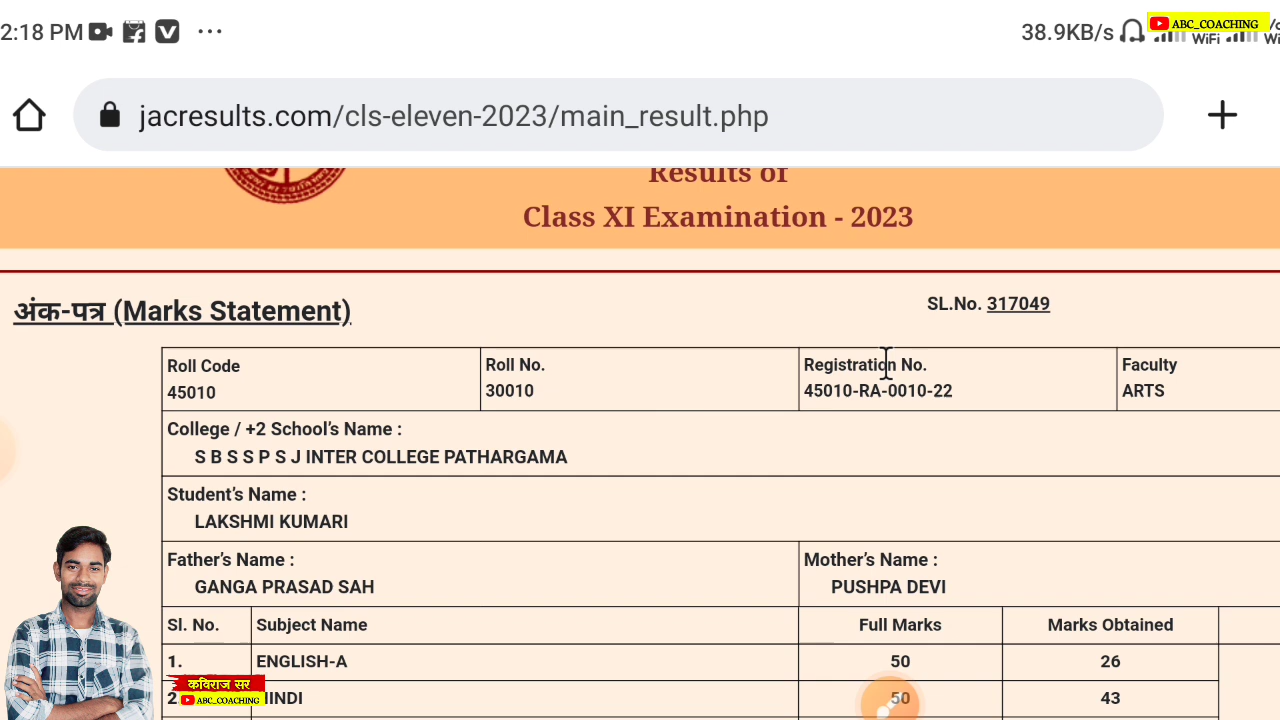 2:18 PM
38.9KB/s
WiFi
ABC_COACHING
jacresults.com/cls-eleven-2023/main_result.php
Results of
Class XI Examination - 2023
अंक-पत्र (Marks Statement)
SL.No. 317049
Roll Code
45010
Roll No.
30010
Registration No.
45010-RA-0010-22
Faculty
ARTS
College / +2 School's Name :
S B S S P S J INTER COLLEGE PATHARGAMA
Student's Name :
LAKSHMI KUMARI
Father's Name :
GANGA PRASAD SAH
Mother's Name :
PUSHPA DEVI
Sl. No. Subject Name Full Marks Marks Obtained
1. ENGLISH-A 50 26
2 50 43
कविराज सर
ABC_COACHING